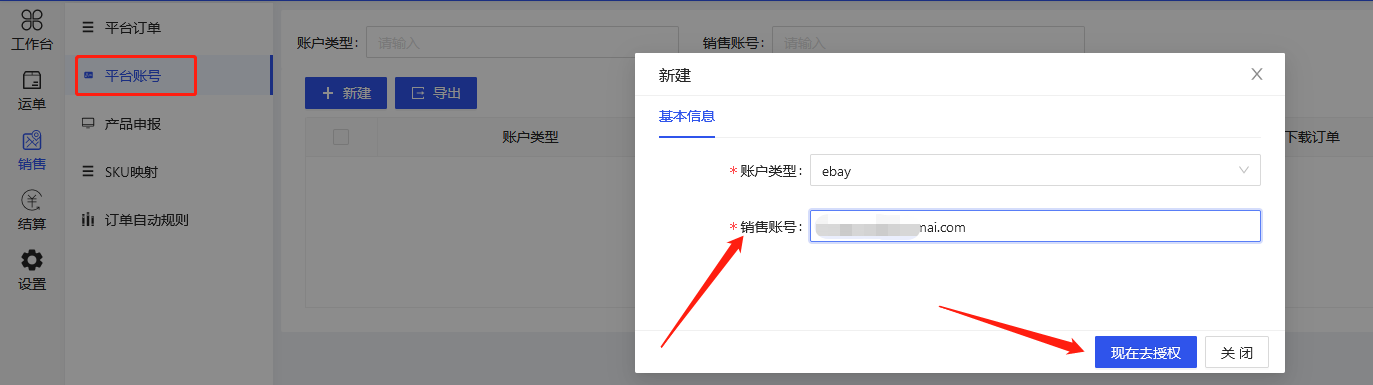 工作台
运单
销售
结算
设置
平台订单
平台账号
产品申报
SKU映射
订单自动规则
账户类型: 请输入
销售账号: 请输入
+ 新建
导出
账户类型
下载订单
新建
基本信息
* 账户类型: ebay
* 销售账号: nai.com
现在去授权
关 闭